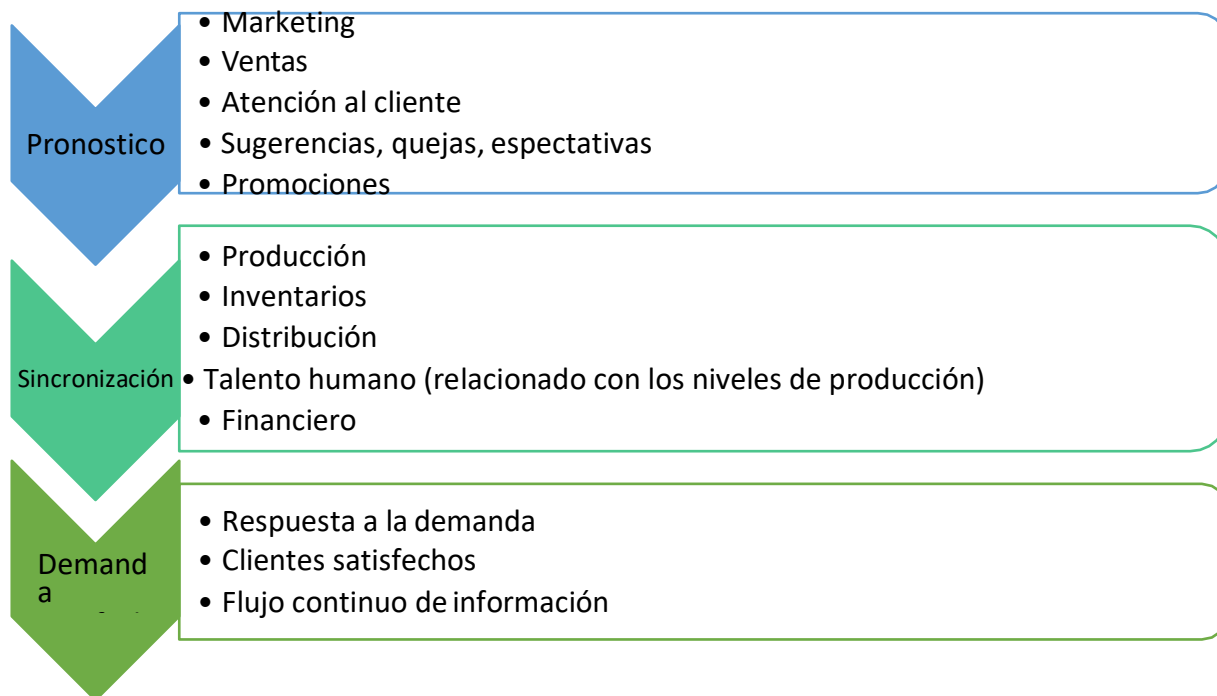 Pronostico
• Marketing
• Ventas
• Atención al cliente
• Sugerencias, quejas, espectativas
• Promociones
Sincronización
• Producción
• Inventarios
• Distribución
• Talento humano (relacionado con los niveles de producción)
• Financiero
Demand
a
• Respuesta a la demanda
• Clientes satisfechos
• Flujo continuo de información